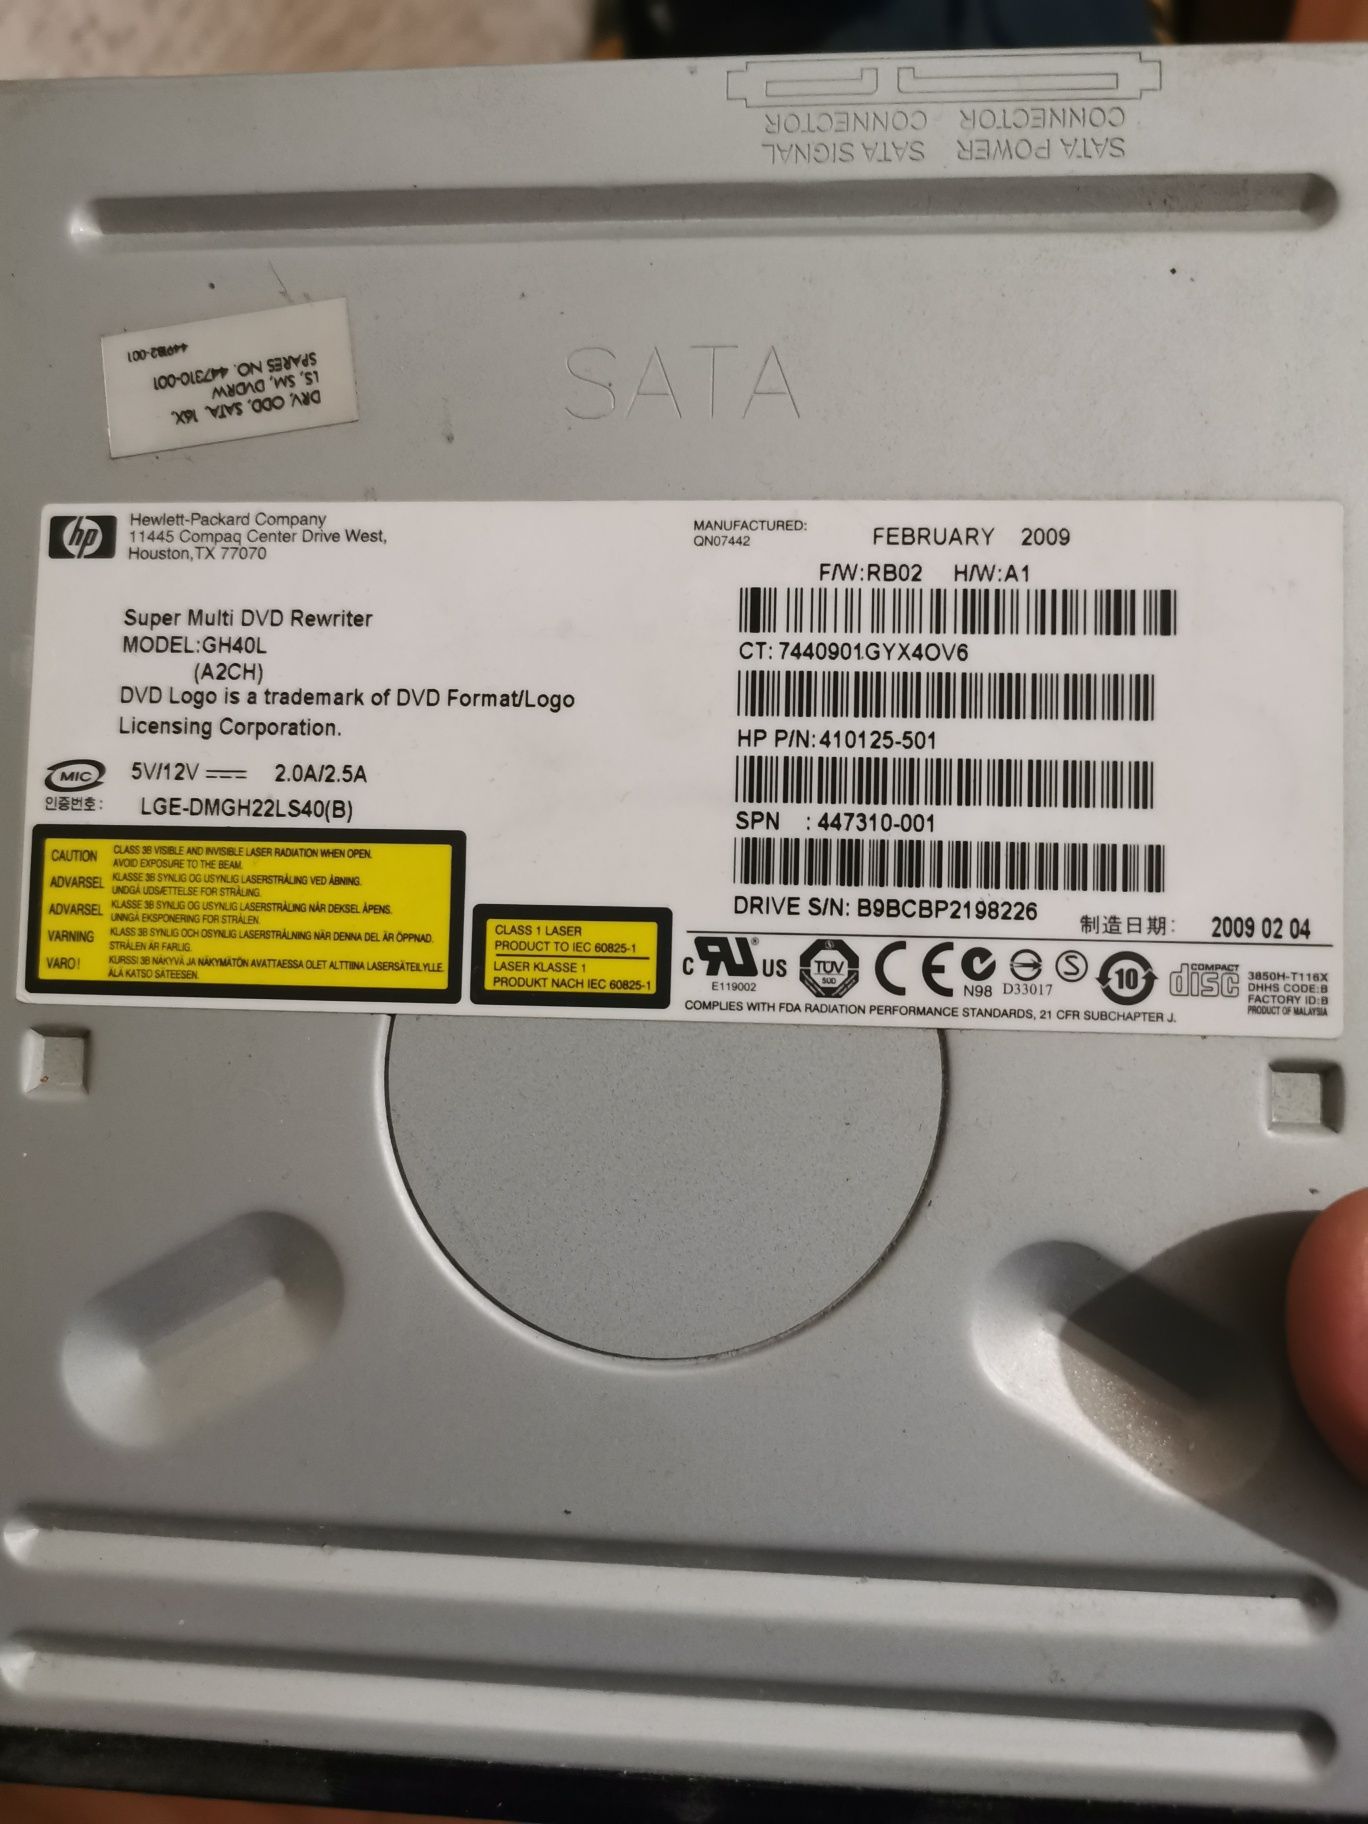 SATA POWER CONNECTOR
SATA SIGNAL CONNECTOR
DRV, ODD, SATA, 16X,
LS, SM, DVDRW
SPARES NO. 447310-001
SATA
hp
Hewlett-Packard Company
11445 Compaq Center Drive West,
Houston,TX 77070
MANUFACTURED:
QN07442
FEBRUARY 2009
F/W:RB02 H/W:A1
Super Multi DVD Rewriter
MODEL:GH40L
(A2CH)
DVD Logo is a trademark of DVD Format/Logo
Licensing Corporation.
CT: 7440901GYX4OV6
HP P/N:410125-501
SPN : 447310-001
DRIVE S/N: B9BCBP2198226
制造日期: 2009 02 04
MIC 5V/12V 2.0A/2.5A
인증번호: LGE-DMGH22LS40(B)
CAUTION CLASS 3B VISIBLE AND INVISIBLE LASER RADIATION WHEN OPEN.
AVOID EXPOSURE TO THE BEAM.
ADVARSEL KLASSE 3B SYNLIG OG USYNLIG LASERSTRÅLING VED ÅBNING.
UNDGÅ UDSÆTTELSE FOR STRÅLING.
ADVARSEL KLASSE 3B SYNLIG OG USYNLIG LASERSTRÅLING NÅR DEKSEL ÅPENS.
UNNGÅ EKSPONERING FOR STRÅLEN.
VARNING KLASS 3B SYNLIG OCH OSYNLIG LASERSTRÅLNING NÄR DENNA DEL ÄR ÖPPNAD.
STRÅLEN ÄR FARLIG.
VARO! KURSSI 3B NÄKYVÄ JA NÄKYMÄTÖN AVATTAESSA OLET ALTTIINA LASERSÄTEILYLLE.
ÄLÄ KATSO SÄTEESEN.
CLASS 1 LASER
PRODUCT TO IEC 60825-1
LASER KLASSE 1
PRODUKT NACH IEC 60825-1
C UL US
E119002
TÜV
SÜD
CE
N98
D33017
S
10
COMPACT
disc
3850H-T116X
DHHS CODE:B
FACTORY ID:B
PRODUCT OF MALAYSIA
COMPLIES WITH FDA RADIATION PERFORMANCE STANDARDS, 21 CFR SUBCHAPTER J.